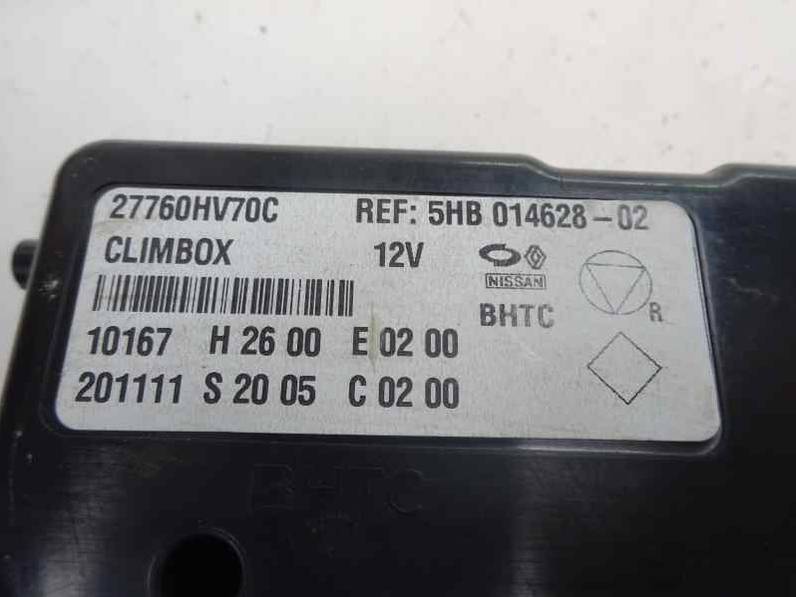 27760HV70C REF: 5HB 014628-02
CLIMBOX 12V
NISSAN
BHTC
R
10167 H 26 00 E 02 00
201111 S 20 05 C 02 00
BHTC